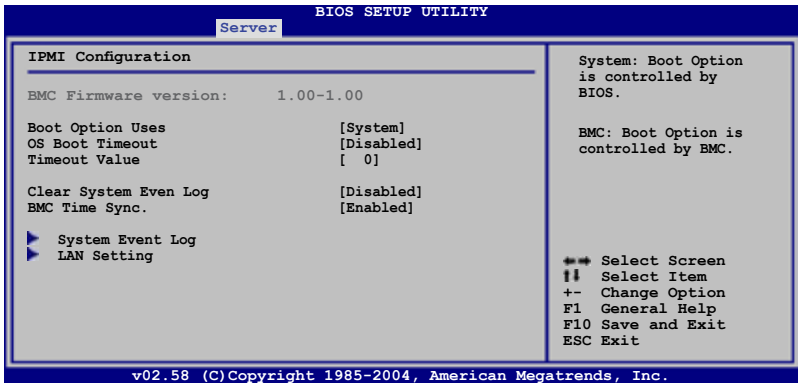 BIOS SETUP UTILITY
Server
IPMI Configuration
BMC Firmware version: 1.00-1.00
Boot Option Uses [System]
OS Boot Timeout [Disabled]
Timeout Value [ 0]
Clear System Even Log [Disabled]
BMC Time Sync. [Enabled]
System Event Log
LAN Setting
System: Boot Option
is controlled by
BIOS.
BMC: Boot Option is
controlled by BMC.
Select Screen
Select Item
+- Change Option
F1 General Help
F10 Save and Exit
ESC Exit
v02.58 (C)Copyright 1985-2004, American Megatrends, Inc.